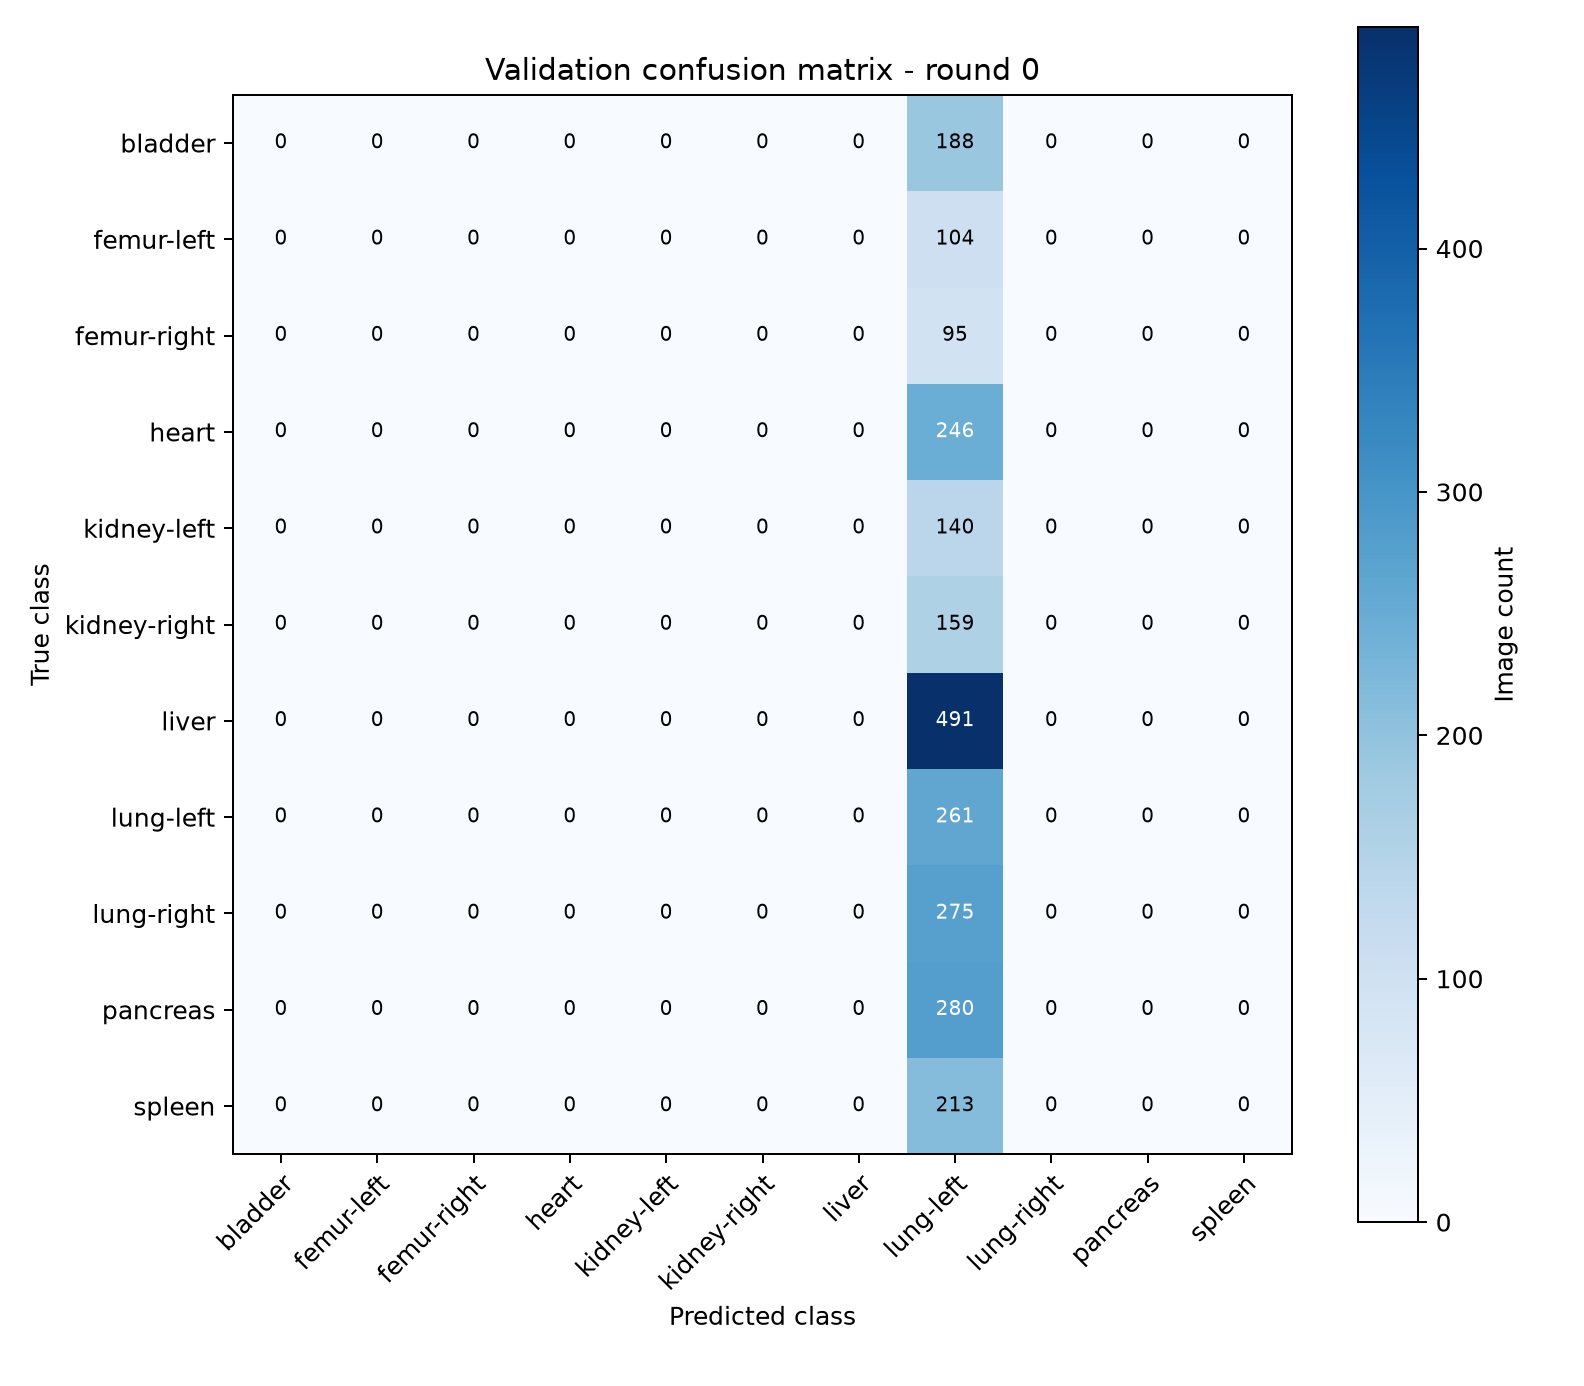 Validation confusion matrix - round 0
True class
bladder 0 0 0 0 0 0 0 188 0 0 0
femur-left 0 0 0 0 0 0 0 104 0 0 0
femur-right 0 0 0 0 0 0 0 95 0 0 0
heart 0 0 0 0 0 0 0 246 0 0 0
kidney-left 0 0 0 0 0 0 0 140 0 0 0
kidney-right 0 0 0 0 0 0 0 159 0 0 0
liver 0 0 0 0 0 0 0 491 0 0 0
lung-left 0 0 0 0 0 0 0 261 0 0 0
lung-right 0 0 0 0 0 0 0 275 0 0 0
pancreas 0 0 0 0 0 0 0 280 0 0 0
spleen 0 0 0 0 0 0 0 213 0 0 0
bladder femur-left femur-right heart kidney-left kidney-right liver lung-left lung-right pancreas spleen
Predicted class
400
300
200
100
0
Image count